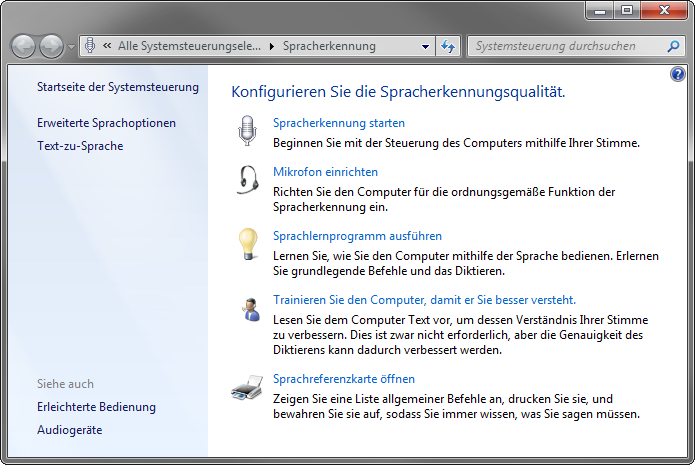 « Alle Systemsteuerungsele... Spracherkennung
Systemsteuerung durchsuchen
Startseite der Systemsteuerung
Erweiterte Sprachoptionen
Text-zu-Sprache
Konfigurieren Sie die Spracherkennungsqualität.
Spracherkennung starten
Beginnen Sie mit der Steuerung des Computers mithilfe Ihrer Stimme.
Mikrofon einrichten
Richten Sie den Computer für die ordnungsgemäße Funktion der
Spracherkennung ein.
Sprachlernprogramm ausführen
Lernen Sie, wie Sie den Computer mithilfe der Sprache bedienen. Erlernen
Sie grundlegende Befehle und das Diktieren.
Trainieren Sie den Computer, damit er Sie besser versteht.
Lesen Sie dem Computer Text vor, um dessen Verständnis Ihrer Stimme
zu verbessern. Dies ist zwar nicht erforderlich, aber die Genauigkeit des
Diktierens kann dadurch verbessert werden.
Sprachreferenzkarte öffnen
Zeigen Sie eine Liste allgemeiner Befehle an, drucken Sie sie, und
bewahren Sie sie auf, sodass Sie immer wissen, was Sie sagen müssen.
Siehe auch
Erleichterte Bedienung
Audiogeräte